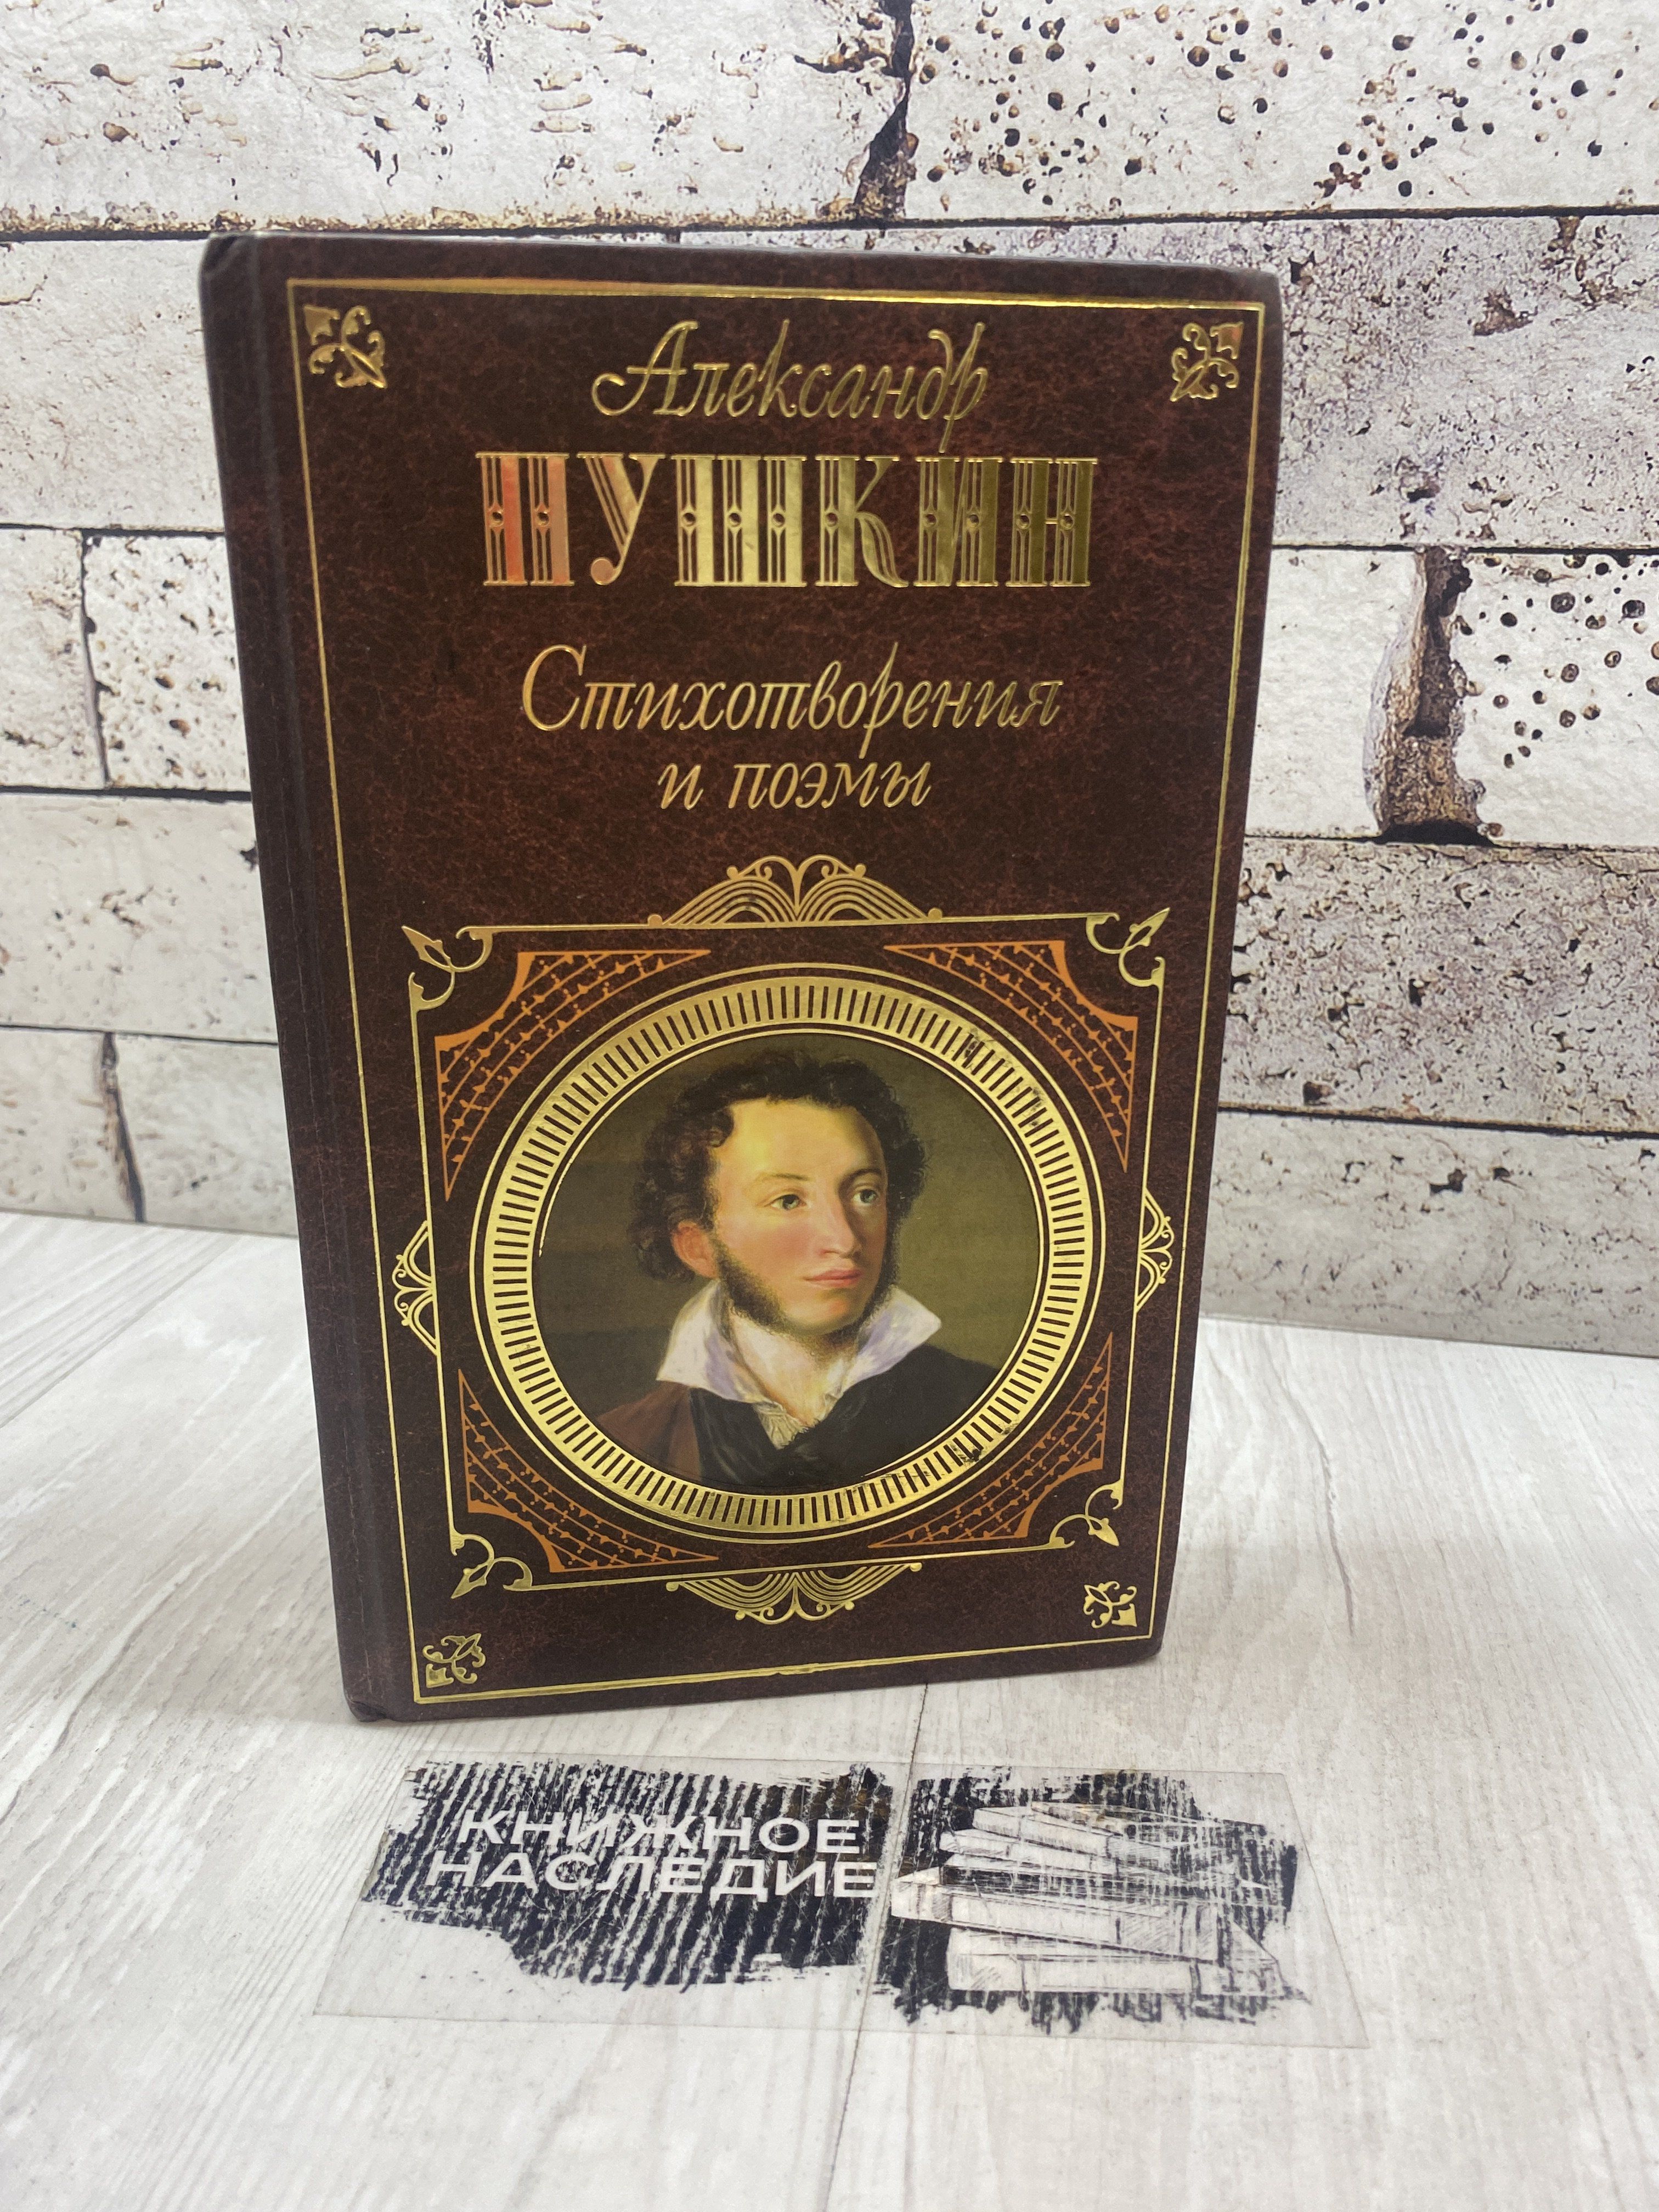 Александр
ПУШКИН
Стихотворения
и поэмы
КНИЖНОЕ
НАСЛЕДИЕ